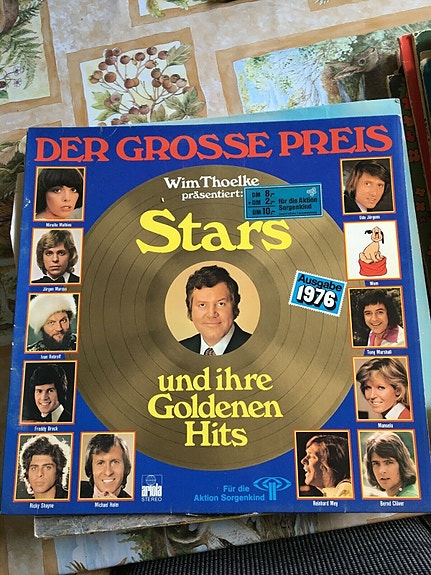 DER GROSSE PREIS
Wim Thoelke
präsentiert:
DM 8,-
DM 2,- für die Aktion
Sorgenkind
DM 10,-
Stars
Ausgabe
1976
und ihre
Goldenen
Hits
Mireille Mathieu
Jürgen Marcus
Ivan Rebroff
Freddy Breck
Ricky Shayne
Michael Holm
Udo Jürgens
Wum
Tony Marshall
Manuela
Reinhard Mey
Bernd Clüver
ariola
STEREO
Für die
Aktion Sorgenkind